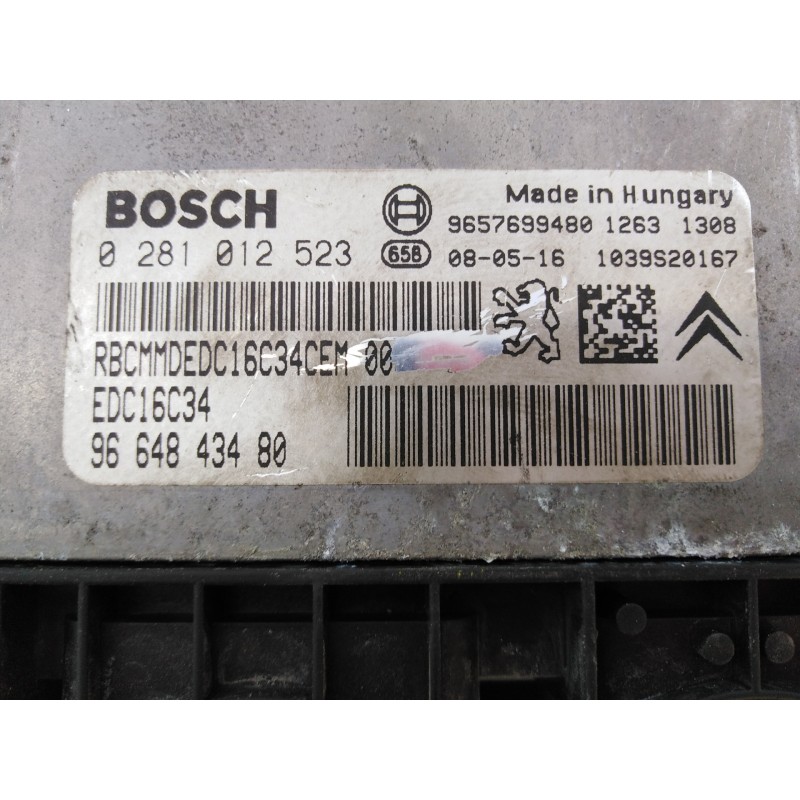 BOSCH
Made in Hungary
9657699480 1263 1308
0 281 012 523
658
08-05-16 1039S20167
RBCMMDEDC16C34CEM 00
EDC16C34
96 648 434 80